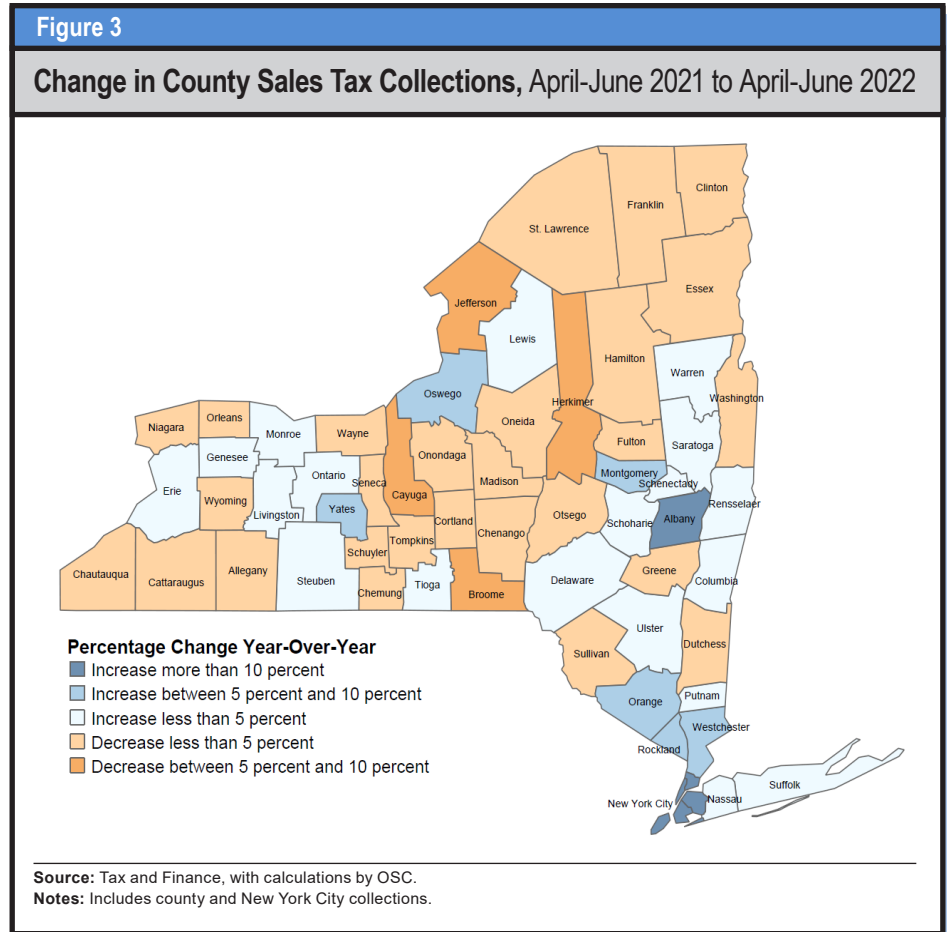 Figure 3
Change in County Sales Tax Collections, April-June 2021 to April-June 2022
Clinton
Franklin
St. Lawrence
Essex
Jefferson
Lewis
Hamilton
Warren
Oswego
Herkimer
Washington
Orleans
Niagara
Oneida
Monroe
Wayne
Fulton
Saratoga
Genesee
Onondaga
Ontario
Madison
Montgomery
Seneca
Schenectady
Erie
Cayuga
Wyoming
Yates
Rensselaer
Livingston
Otsego
Schoharie
Albany
Cortland
Chenango
Tompkins
Schuyler
Chautauqua
Cattaraugus
Allegany
Greene
Steuben
Tioga
Delaware
Columbia
Chemung
Broome
Ulster
Dutchess
Sullivan
Putnam
Orange
Westchester
Rockland
Suffolk
Nassau
New York City
Percentage Change Year-Over-Year
Increase more than 10 percent
Increase between 5 percent and 10 percent
Increase less than 5 percent
Decrease less than 5 percent
Decrease between 5 percent and 10 percent
Source: Tax and Finance, with calculations by OSC.
Notes: Includes county and New York City collections.